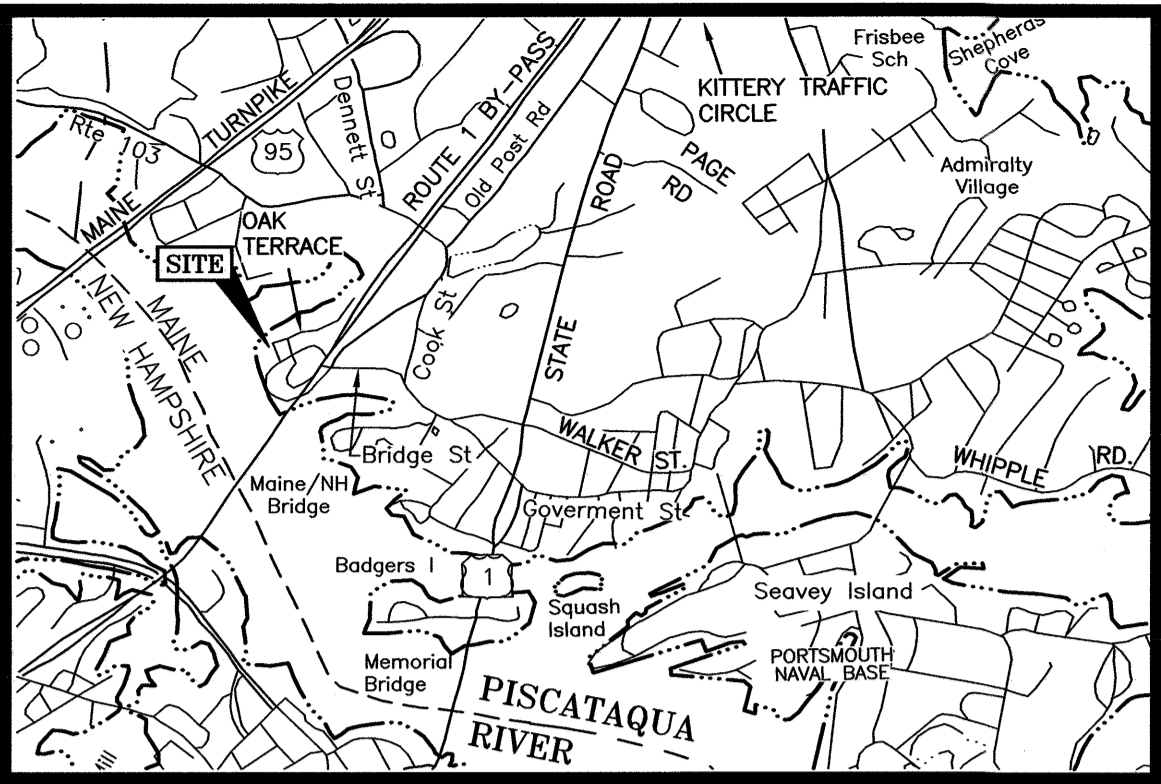 Frisbee
Sch
Shepherds
Cove
KITTERY TRAFFIC
CIRCLE
TURNPIKE
95
Dennett St
ROUTE 1 BY-PASS
Old Post Rd
Rte 103
MAINE
ROAD
PAGE
RD
Admiralty
Village
OAK
TERRACE
SITE
MAINE
NEW HAMPSHIRE
Cook St
STATE
WALKER ST.
WHIPPLE RD.
Bridge St
Maine/NH
Bridge
Goverment St
Badgers I
1
Squash
Island
Seavey Island
Memorial
Bridge
PORTSMOUTH
NAVAL BASE
PISCATAQUA
RIVER